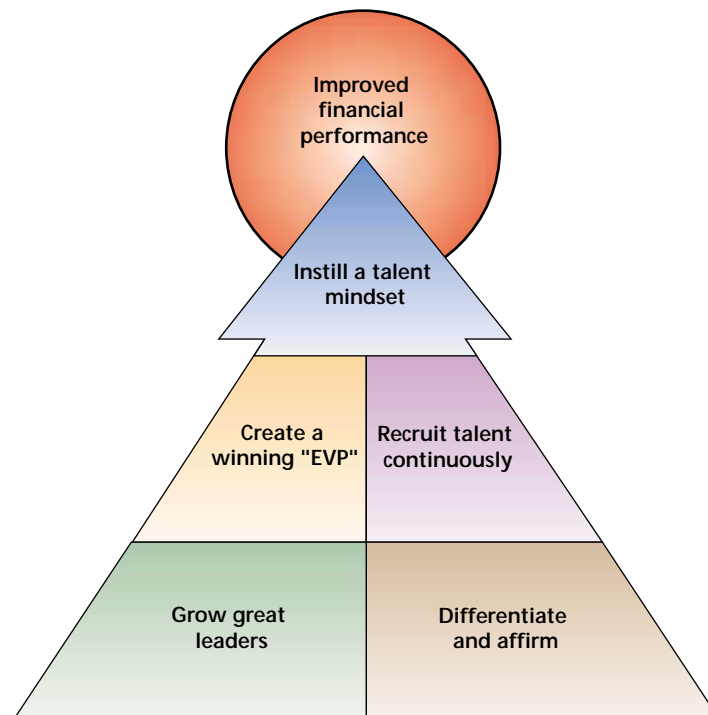 Improved
financial
performance
Instill a talent
mindset
Create a
winning "EVP"
Recruit talent
continuously
Grow great
leaders
Differentiate
and affirm